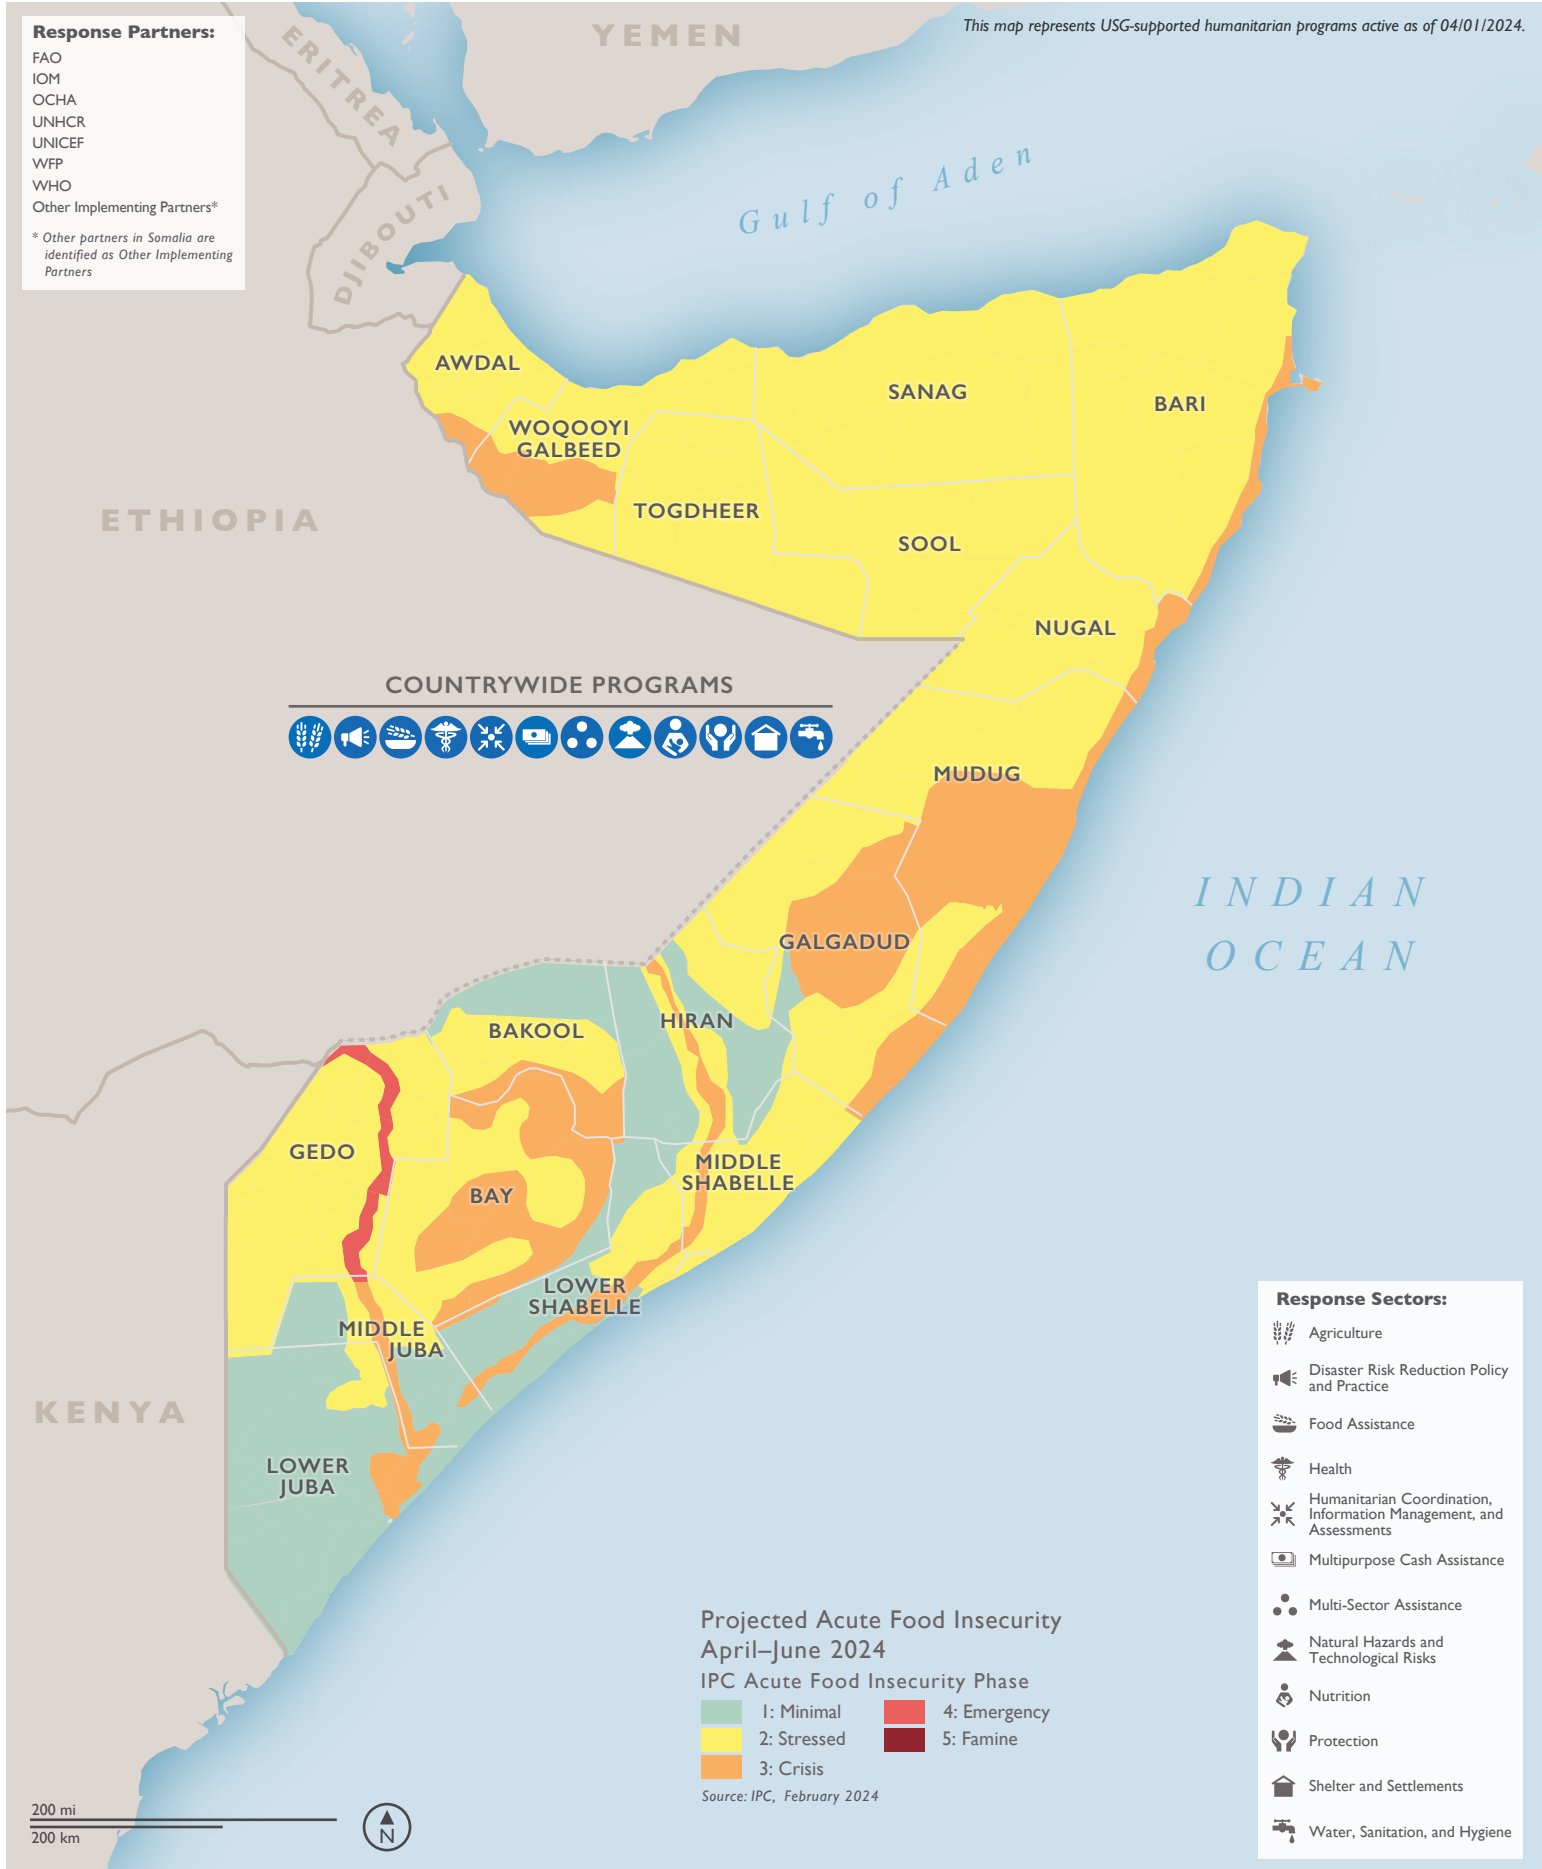 Response Partners:
FAO
IOM
OCHA
UNHCR
UNICEF
WFP
WHO
Other Implementing Partners*
* Other partners in Somalia are
identified as Other Implementing
Partners
This map represents USG-supported humanitarian programs active as of 04/01/2024.
YEMEN
ERITREA
DJIBOUTI
Gulf of Aden
AWDAL
WOQOOYI
GALBEED
SANAG
BARI
ETHIOPIA
TOGDHEER
SOOL
NUGAL
COUNTRYWIDE PROGRAMS
MUDUG
INDIAN
OCEAN
GALGADUD
HIRAN
BAKOOL
GEDO
BAY
MIDDLE
SHABELLE
LOWER
SHABELLE
MIDDLE
JUBA
KENYA
LOWER
JUBA
Projected Acute Food Insecurity
April–June 2024
IPC Acute Food Insecurity Phase
1: Minimal
2: Stressed
3: Crisis
4: Emergency
5: Famine
Source: IPC, February 2024
Response Sectors:
Agriculture
Disaster Risk Reduction Policy
and Practice
Food Assistance
Health
Humanitarian Coordination,
Information Management, and
Assessments
Multipurpose Cash Assistance
Multi-Sector Assistance
Natural Hazards and
Technological Risks
Nutrition
Protection
Shelter and Settlements
Water, Sanitation, and Hygiene
200 mi
200 km
N